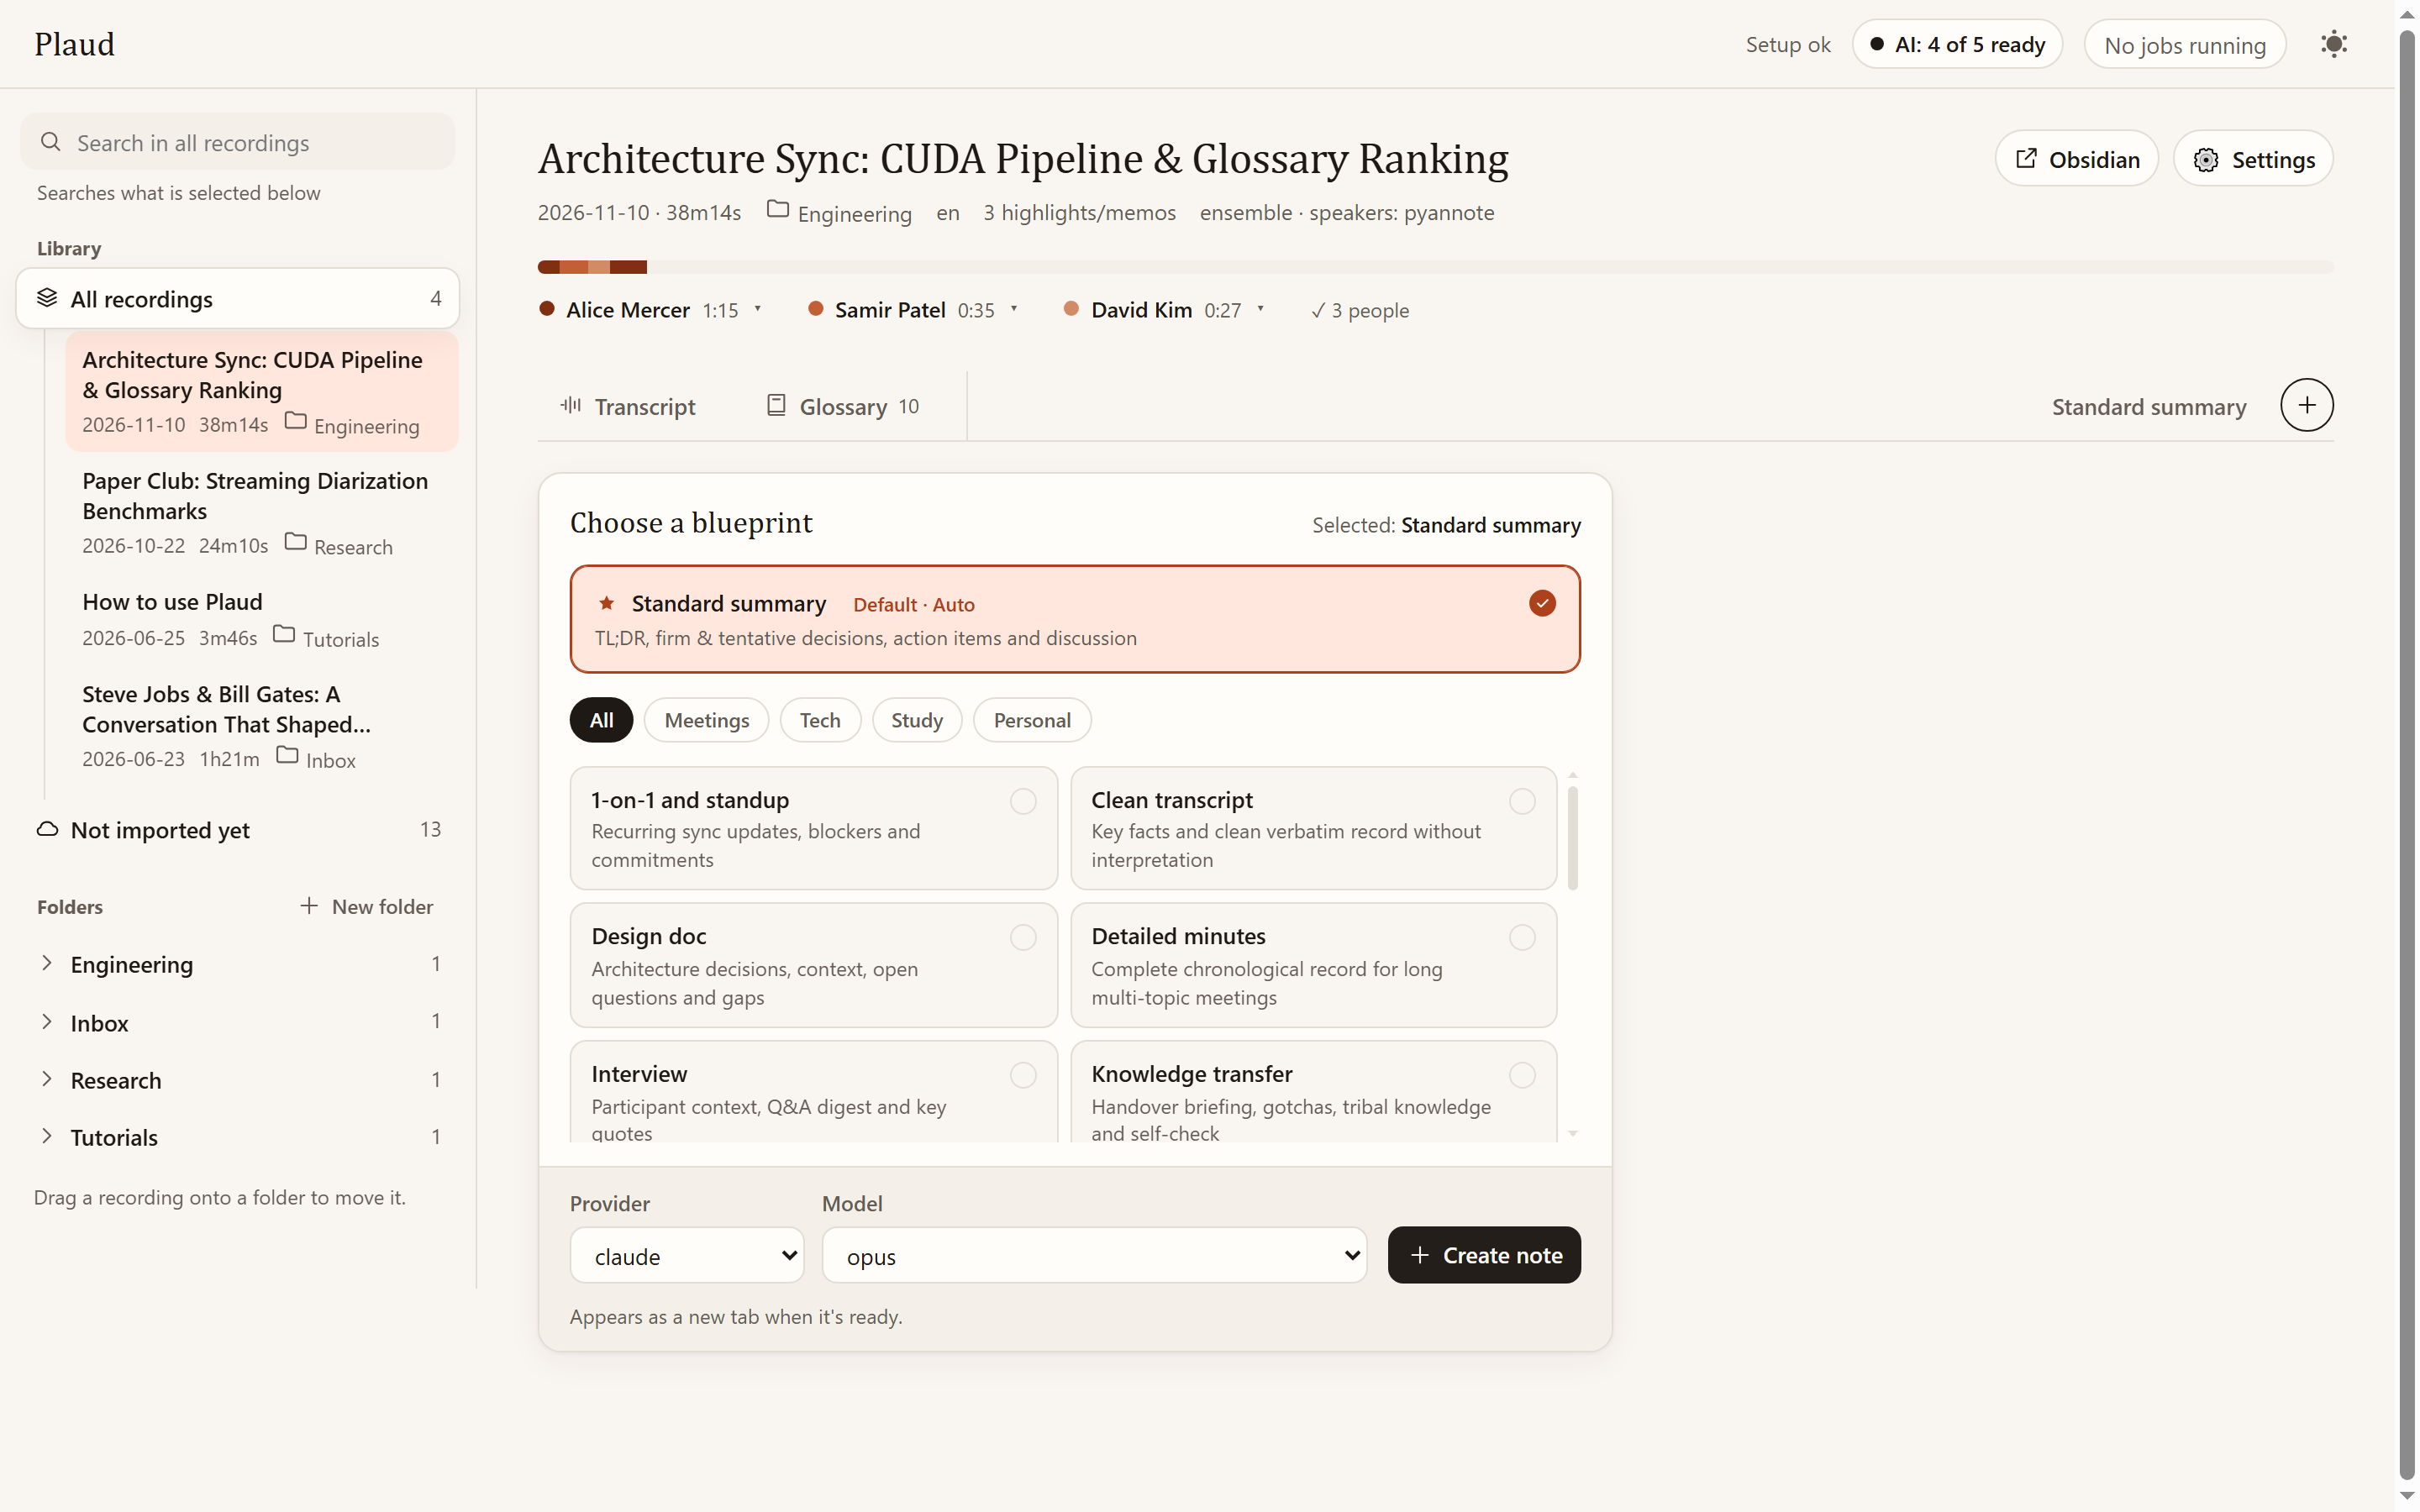 Plaud
Setup ok
AI: 4 of 5 ready
No jobs running
Search in all recordings
Searches what is selected below
Library
All recordings 4
Architecture Sync: CUDA Pipeline
& Glossary Ranking
2026-11-10 38m14s Engineering
Paper Club: Streaming Diarization
Benchmarks
2026-10-22 24m10s Research
How to use Plaud
2026-06-25 3m46s Tutorials
Steve Jobs & Bill Gates: A
Conversation That Shaped...
2026-06-23 1h21m Inbox
Not imported yet 13
Folders
New folder
Engineering 1
Inbox 1
Research 1
Tutorials 1
Drag a recording onto a folder to move it.
Architecture Sync: CUDA Pipeline & Glossary Ranking
Obsidian
Settings
2026-11-10 · 38m14s Engineering en 3 highlights/memos ensemble · speakers: pyannote
Alice Mercer 1:15 Samir Patel 0:35 David Kim 0:27 ✓ 3 people
Transcript
Glossary 10
Standard summary
Choose a blueprint
Selected: Standard summary
Standard summary Default · Auto
TL;DR, firm & tentative decisions, action items and discussion
All
Meetings
Tech
Study
Personal
1-on-1 and standup
Recurring sync updates, blockers and
commitments
Clean transcript
Key facts and clean verbatim record without
interpretation
Design doc
Architecture decisions, context, open
questions and gaps
Detailed minutes
Complete chronological record for long
multi-topic meetings
Interview
Participant context, Q&A digest and key
quotes
Knowledge transfer
Handover briefing, gotchas, tribal knowledge
and self-check
Provider
claude
Model
opus
Create note
Appears as a new tab when it's ready.